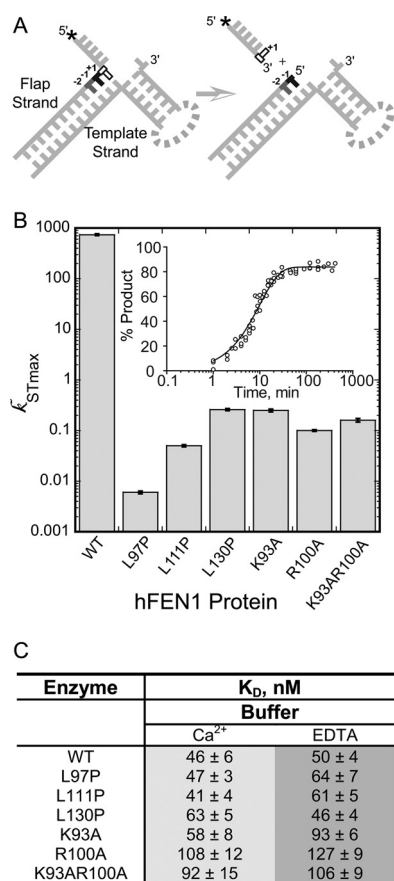 A
5'
*
+1
-1
-2
3'
Flap
Strand
Template
Strand
5'
*
+1
3'
+
5'
-1
-2
3'
B
1000
100
10
1
0.1
0.01
0.001
kSTmax
100
80
60
40
20
0
% Product
0.1 1 10 100 1000
Time, min
WT L97P L111P L130P K93A R100A K93AR100A
hFEN1 Protein
C
Enzyme KD, nM
Buffer
Ca2+ EDTA
WT 46 ± 6 50 ± 4
L97P 47 ± 3 64 ± 7
L111P 41 ± 4 61 ± 5
L130P 63 ± 5 46 ± 4
K93A 58 ± 8 93 ± 6
R100A 108 ± 12 127 ± 9
K93AR100A 92 ± 15 106 ± 9